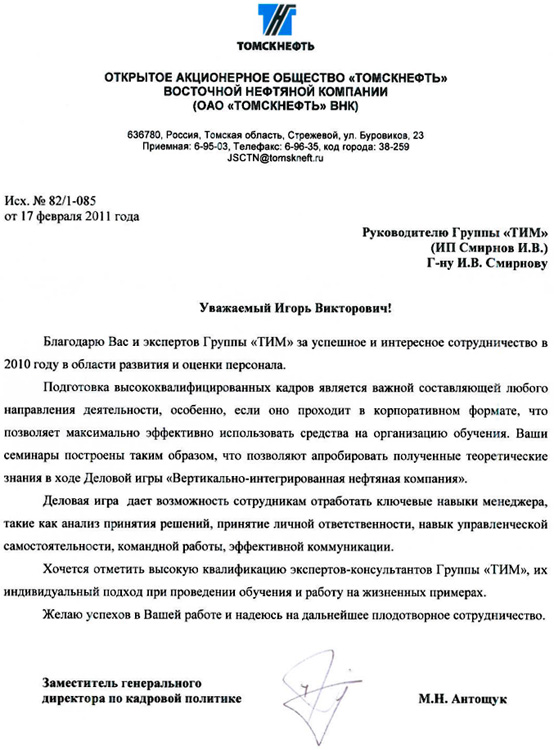 ТН
ТОМСКНЕФТЬ
ОТКРЫТОЕ АКЦИОНЕРНОЕ ОБЩЕСТВО «ТОМСКНЕФТЬ»
ВОСТОЧНОЙ НЕФТЯНОЙ КОМПАНИИ
(ОАО «ТОМСКНЕФТЬ» ВНК)
636780, Россия, Томская область, Стрежевой, ул. Буровиков, 23
Приемная: 6-95-03, Телефакс: 6-96-35, код города: 38-259
JSCTN@tomskneft.ru
Исх. № 82/1-085
от 17 февраля 2011 года
Руководителю Группы «ТИМ»
(ИП Смирнов И.В.)
Г-ну И.В. Смирнову
Уважаемый Игорь Викторович!
Благодарю Вас и экспертов Группы «ТИМ» за успешное и интересное сотрудничество в
2010 году в области развития и оценки персонала.
Подготовка высококвалифицированных кадров является важной составляющей любого
направления деятельности, особенно, если оно проходит в корпоративном формате, что
позволяет максимально эффективно использовать средства на организацию обучения. Ваши
семинары построены таким образом, что позволяют апробировать полученные теоретические
знания в ходе Деловой игры «Вертикально-интегрированная нефтяная компания».
Деловая игра дает возможность сотрудникам отработать ключевые навыки менеджера,
такие как анализ принятия решений, принятие личной ответственности, навык управленческой
самостоятельности, командной работы, эффективной коммуникации.
Хочется отметить высокую квалификацию экспертов-консультантов Группы «ТИМ», их
индивидуальный подход при проведении обучения и работу на жизненных примерах.
Желаю успехов в Вашей работе и надеюсь на дальнейшее плодотворное сотрудничество.
Заместитель генерального
директора по кадровой политике
М.Н. Антощук